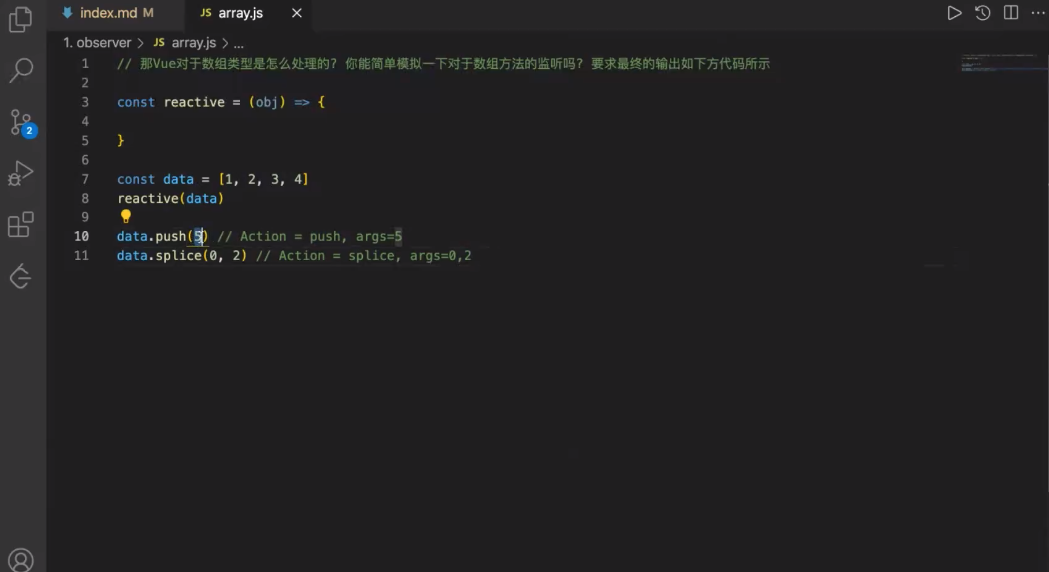 index.md M
JS array.js
1. observer > JS array.js > ...
1 // 那Vue对于数组类型是怎么处理的? 你能简单模拟一下对于数组方法的监听吗? 要求最终的输出如下方代码所示
2
3 const reactive = (obj) => {
4
5 }
6
7 const data = [1, 2, 3, 4]
8 reactive(data)
9
10 data.push(5) // Action = push, args=5
11 data.splice(0, 2) // Action = splice, args=0,2
2